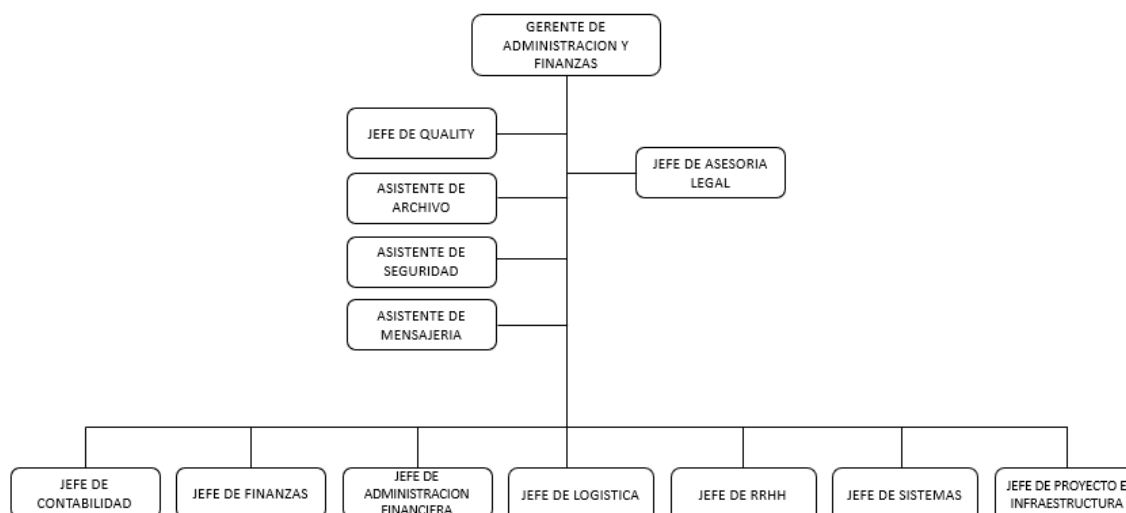 GERENTE DE
ADMINISTRACION Y
FINANZAS
JEFE DE QUALITY
JEFE DE ASESORIA
LEGAL
ASISTENTE DE
ARCHIVO
ASISTENTE DE
SEGURIDAD
ASISTENTE DE
MENSAJERIA
JEFE DE
CONTABILIDAD
JEFE DE FINANZAS
JEFE DE
ADMINISTRACION
FINANCIERA
JEFE DE LOGISTICA
JEFE DE RRHH
JEFE DE SISTEMAS
JEFE DE PROYECTO E
INFRAESTRUCTURA